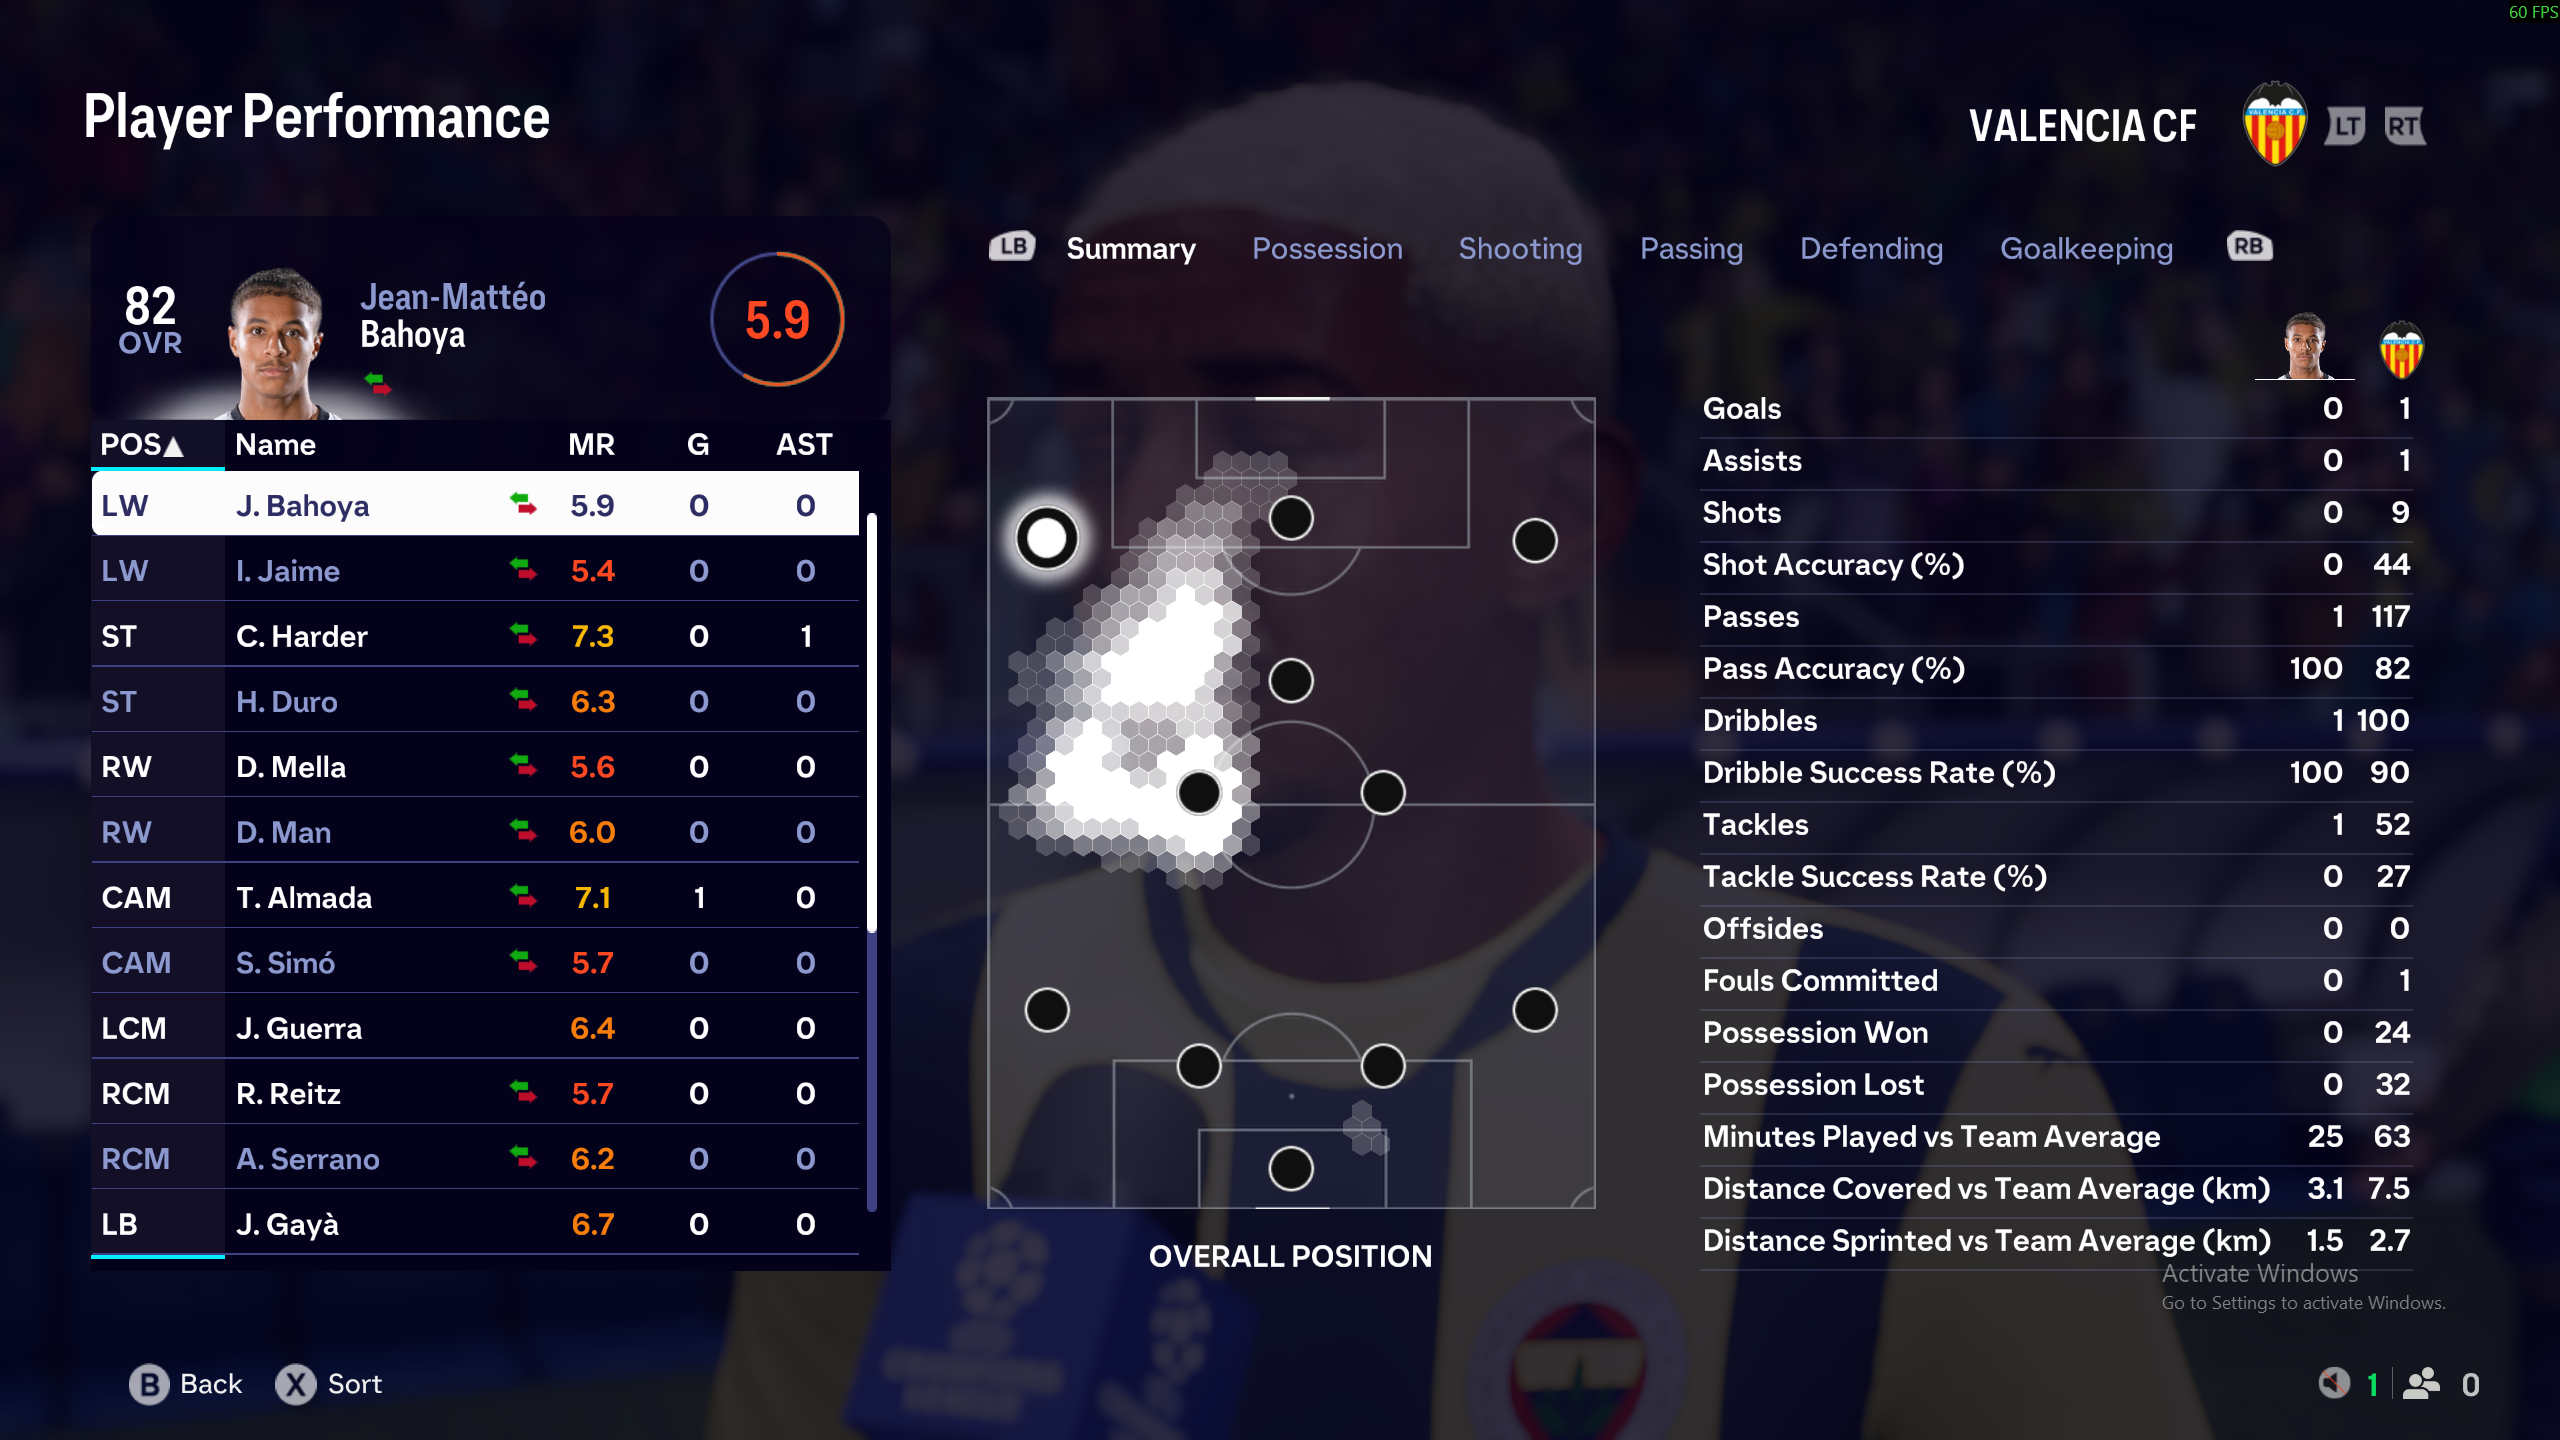 60 FPS
Player Performance
VALENCIA CF LT RT
82 OVR Jean-Mattéo Bahoya 5.9
LB Summary Possession Shooting Passing Defending Goalkeeping RB
POS▲ Name MR G AST
LW J. Bahoya 5.9 0 0
LW I. Jaime 5.4 0 0
ST C. Harder 7.3 0 1
ST H. Duro 6.3 0 0
RW D. Mella 5.6 0 0
RW D. Man 6.0 0 0
CAM T. Almada 7.1 1 0
CAM S. Simó 5.7 0 0
LCM J. Guerra 6.4 0 0
RCM R. Reitz 5.7 0 0
RCM A. Serrano 6.2 0 0
LB J. Gayà 6.7 0 0
OVERALL POSITION
Goals 0 1
Assists 0 1
Shots 0 9
Shot Accuracy (%) 0 44
Passes 1 117
Pass Accuracy (%) 100 82
Dribbles 1 100
Dribble Success Rate (%) 100 90
Tackles 1 52
Tackle Success Rate (%) 0 27
Offsides 0 0
Fouls Committed 0 1
Possession Won 0 24
Possession Lost 0 32
Minutes Played vs Team Average 25 63
Distance Covered vs Team Average (km) 3.1 7.5
Distance Sprinted vs Team Average (km) 1.5 2.7
Activate Windows
Go to Settings to activate Windows.
B Back X Sort
1 0